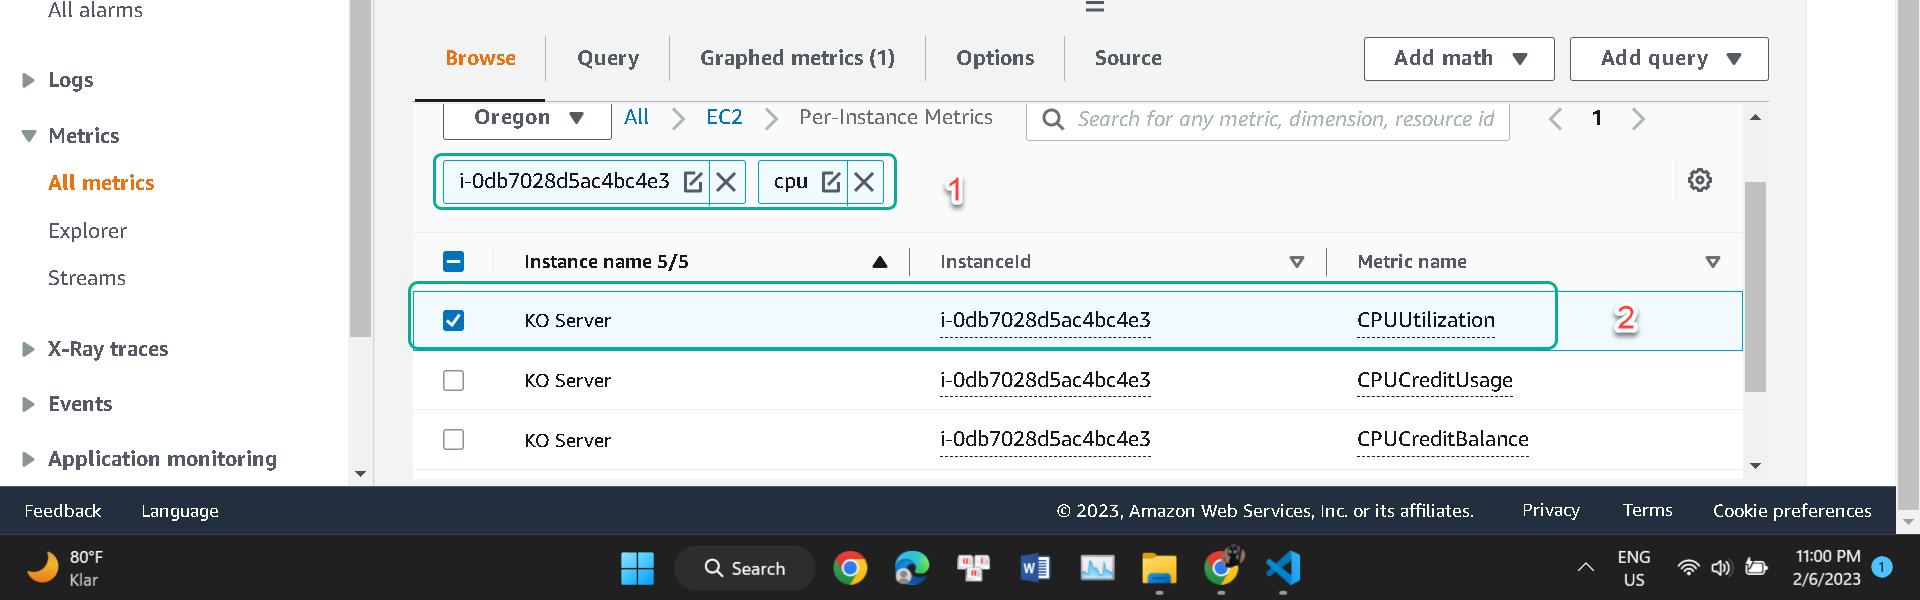 All alarms
Logs
Metrics
All metrics
Explorer
Streams
X-Ray traces
Events
Application monitoring
Browse
Query
Graphed metrics (1)
Options
Source
Add math
Add query
Oregon
All
EC2
Per-Instance Metrics
Search for any metric, dimension, resource id
1
i-0db7028d5ac4bc4e3
cpu
1
Instance name 5/5
InstanceId
Metric name
KO Server
i-0db7028d5ac4bc4e3
CPUUtilization
2
KO Server
i-0db7028d5ac4bc4e3
CPUCreditUsage
KO Server
i-0db7028d5ac4bc4e3
CPUCreditBalance
Feedback
Language
© 2023, Amazon Web Services, Inc. or its affiliates.
Privacy
Terms
Cookie preferences
80°F
Klar
Search
ENG
US
11:00 PM
2/6/2023
1